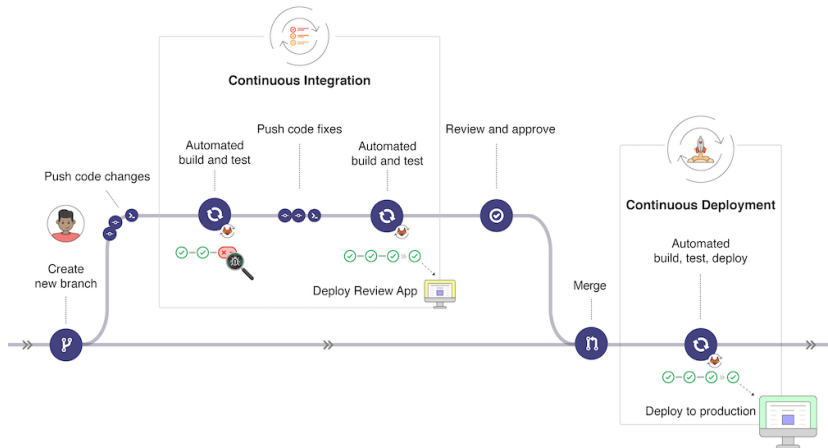 Continuous Integration
Push code fixes
Review and approve
Automated
build and test
Automated
build and test
Push code changes
Continuous Deployment
Automated
build, test, deploy
Create
new branch
Deploy Review App
Merge
Deploy to production